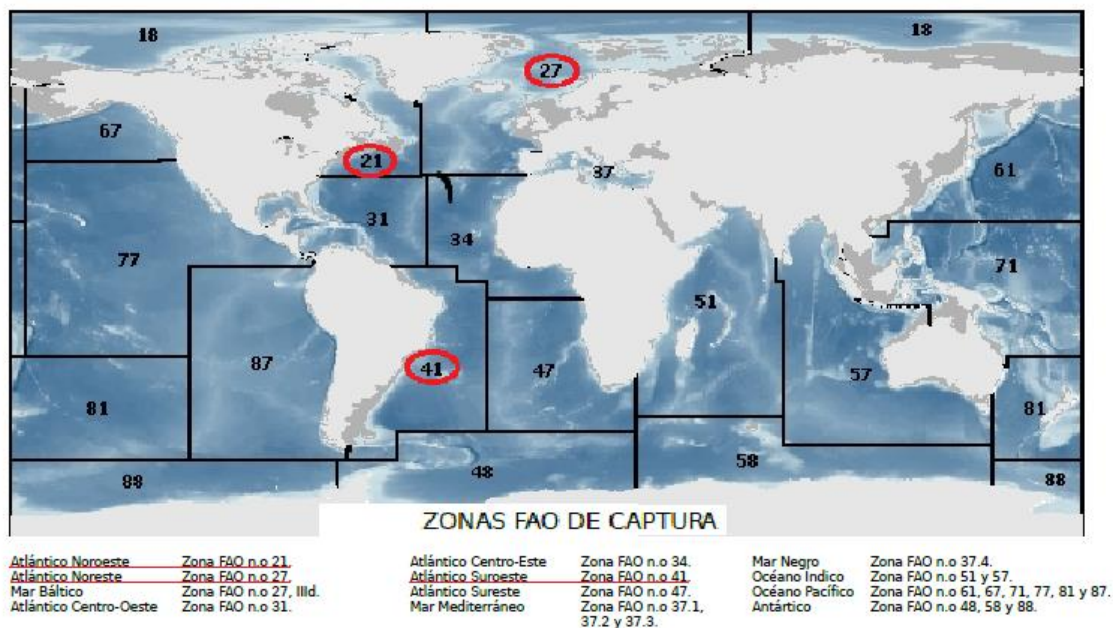 18
18
27
67
21
37
61
31
34
77
71
51
87
41
47
57
81
81
48
58
88
88
ZONAS FAO DE CAPTURA
Atlántico Noroeste Zona FAO n.o 21.
Atlántico Noreste Zona FAO n.o 27.
Mar Báltico Zona FAO n.o 27, IIId.
Atlántico Centro-Oeste Zona FAO n.o 31.
Atlántico Centro-Este Zona FAO n.o 34.
Atlántico Suroeste Zona FAO n.o 41
Atlántico Sureste Zona FAO n.o 47.
Mar Mediterráneo Zona FAO n.o 37.1,
37.2 y 37.3.
Mar Negro Zona FAO n.o 37.4.
Océano Indico Zona FAO n.o 51 y 57.
Océano Pacífico Zona FAO n.o 61, 67, 71, 77, 81 y 87.
Antártico Zona FAO n.o 48, 58 y 88.